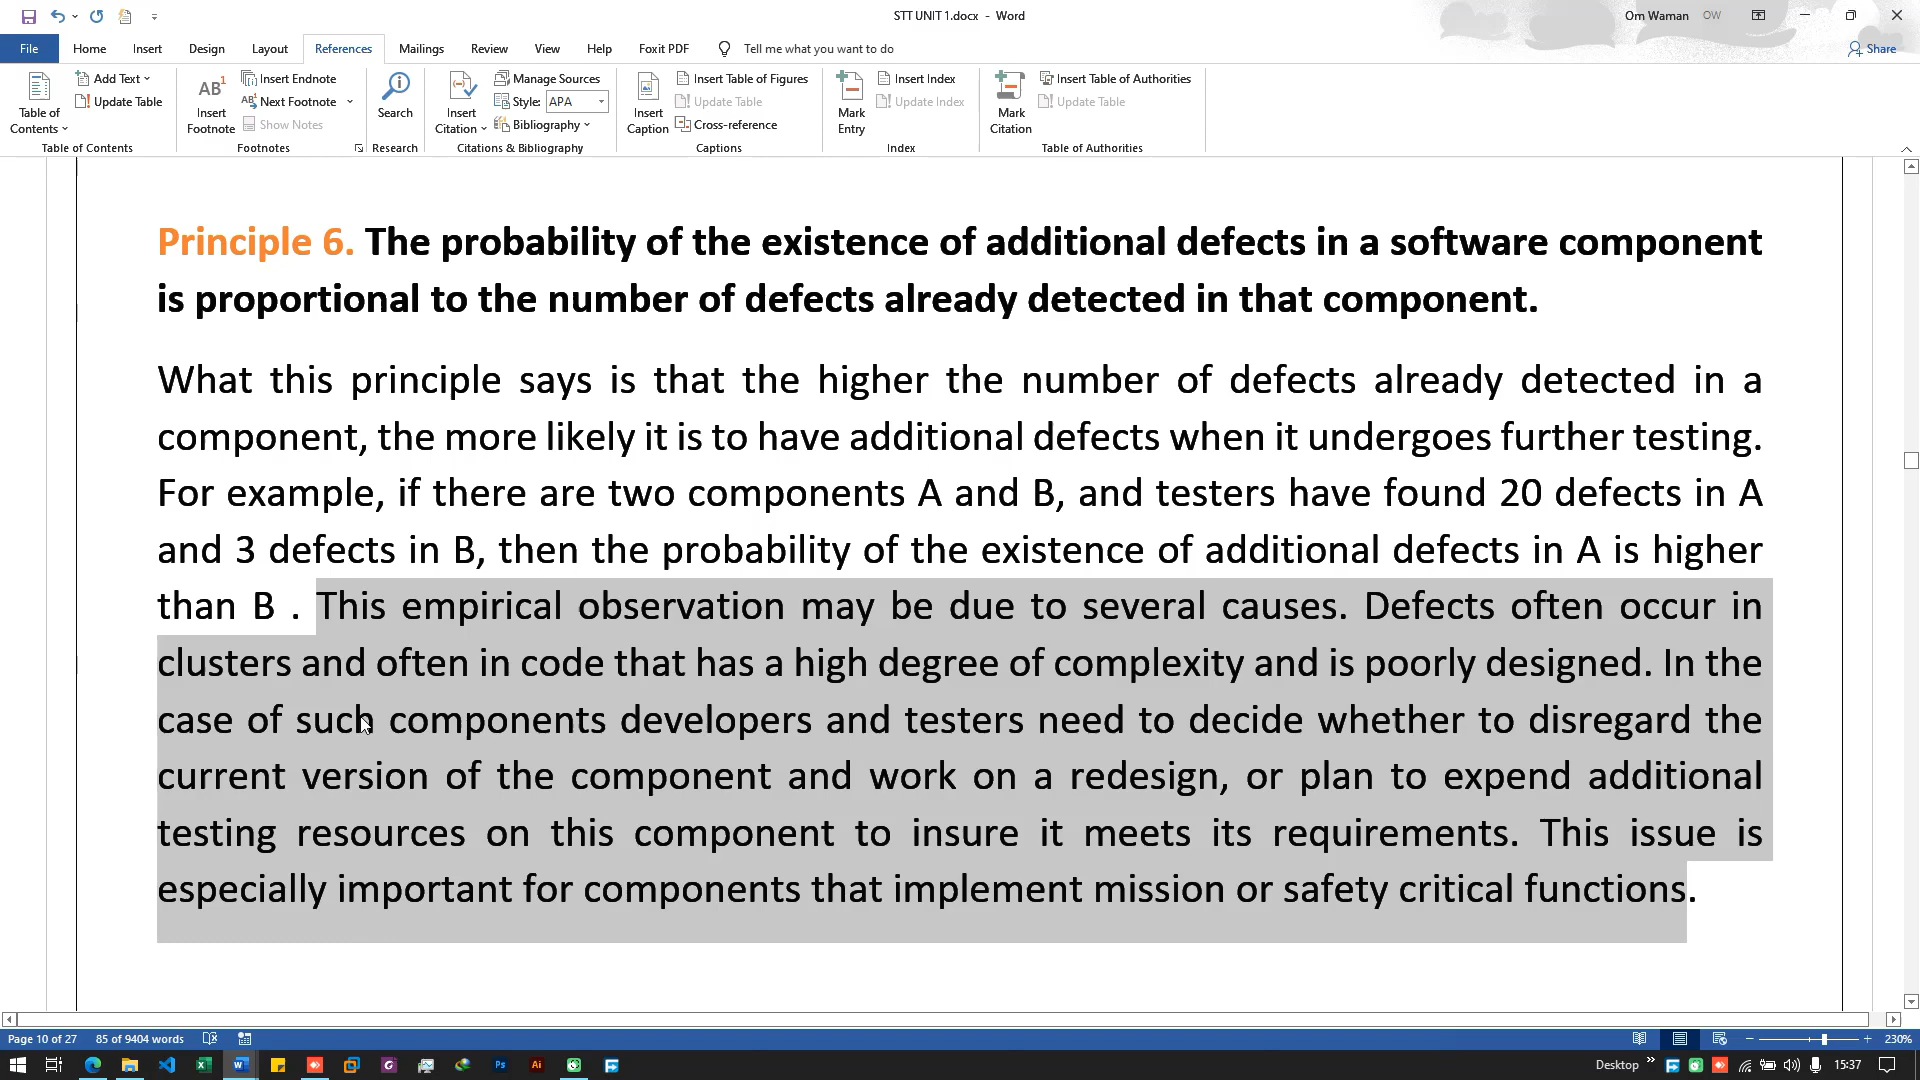 STT UNIT 1.docx - Word
Om Waman OW
File Home Insert Design Layout References Mailings Review View Help Foxit PDF Tell me what you want to do Share
Table of Contents
Add Text
Update Table
Table of Contents
AB1 Insert Footnote
Insert Endnote
Next Footnote
Show Notes
Footnotes
Search
Research
Insert Citation
Manage Sources
Style: APA
Bibliography
Citations & Bibliography
Insert Caption
Insert Table of Figures
Update Table
Cross-reference
Captions
Mark Entry
Insert Index
Update Index
Index
Mark Citation
Insert Table of Authorities
Update Table
Table of Authorities
Principle 6. The probability of the existence of additional defects in a software component
is proportional to the number of defects already detected in that component.
What this principle says is that the higher the number of defects already detected in a
component, the more likely it is to have additional defects when it undergoes further testing.
For example, if there are two components A and B, and testers have found 20 defects in A
and 3 defects in B, then the probability of the existence of additional defects in A is higher
than B . This empirical observation may be due to several causes. Defects often occur in
clusters and often in code that has a high degree of complexity and is poorly designed. In the
case of such components developers and testers need to decide whether to disregard the
current version of the component and work on a redesign, or plan to expend additional
testing resources on this component to insure it meets its requirements. This issue is
especially important for components that implement mission or safety critical functions.
Page 10 of 27 85 of 9404 words 230%
Ps Ai Desktop 15:37